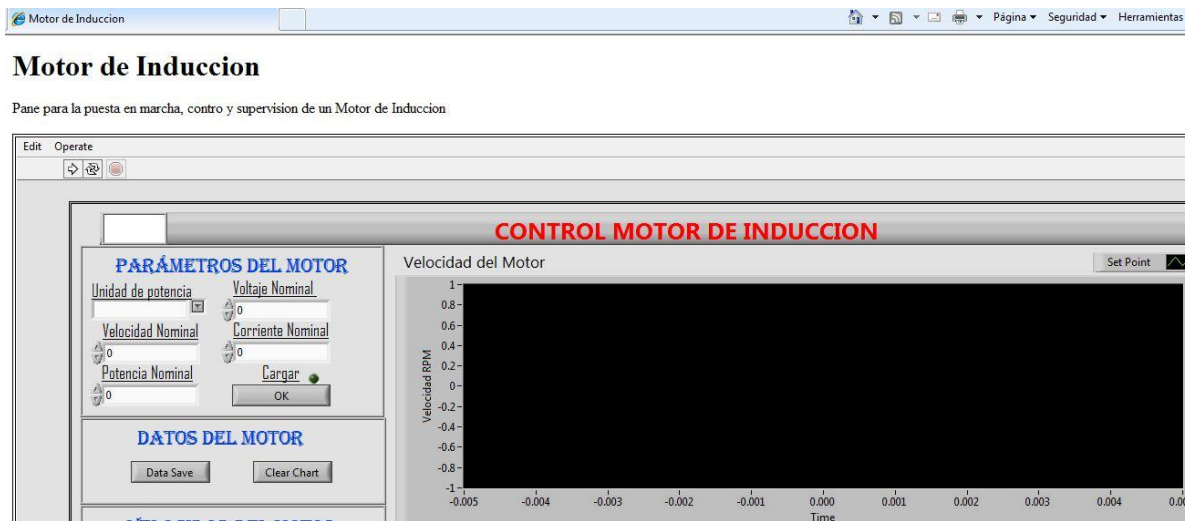 Motor de Induccion
Página Seguridad Herramientas
Motor de Induccion
Pane para la puesta en marcha, contro y supervision de un Motor de Induccion
Edit Operate
CONTROL MOTOR DE INDUCCION
PARÁMETROS DEL MOTOR
Unidad de potencia Voltaje Nominal
0
Velocidad Nominal Corriente Nominal
0 0
Potencia Nominal Cargar
0 OK
DATOS DEL MOTOR
Data Save Clear Chart
DEL MOTOR
Velocidad del Motor
Set Point
Velocidad RPM
1
0.8
0.6
0.4
0.2
0
-0.2
-0.4
-0.6
-0.8
-1
-0.005 -0.004 -0.003 -0.002 -0.001 0.000 0.001 0.002 0.003 0.004
Time